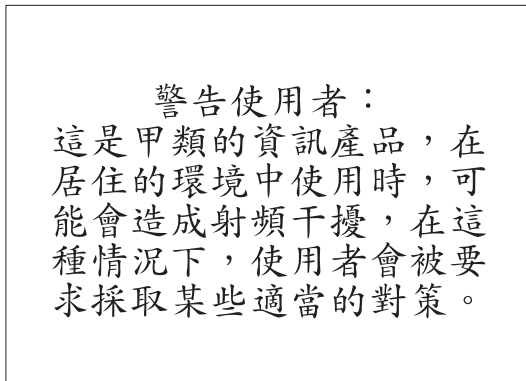 警告使用者：
這是甲類的資訊產品，在
居住的環境中使用時，可
能會造成射頻干擾，在這
種情況下，使用者會被要
求採取某些適當的對策。